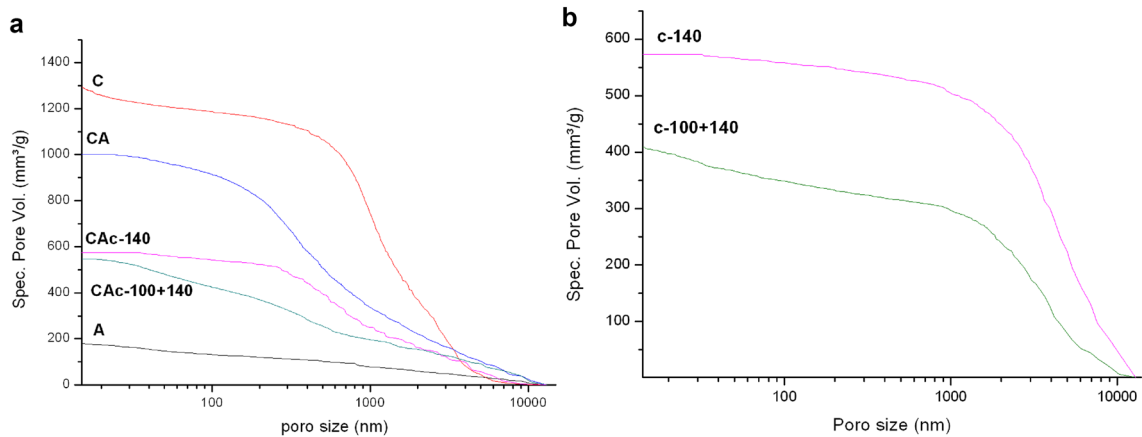 a
Spec. Pore Vol. (mm³/g)
1400
1200
1000
800
600
400
200
0
C
CA
CAc-140
CAc-100+140
A
100
1000
10000
poro size (nm)
b
Spec. Pore Vol. (mm³/g)
600
500
400
300
200
100
c-140
c-100+140
100
1000
10000
Poro size (nm)